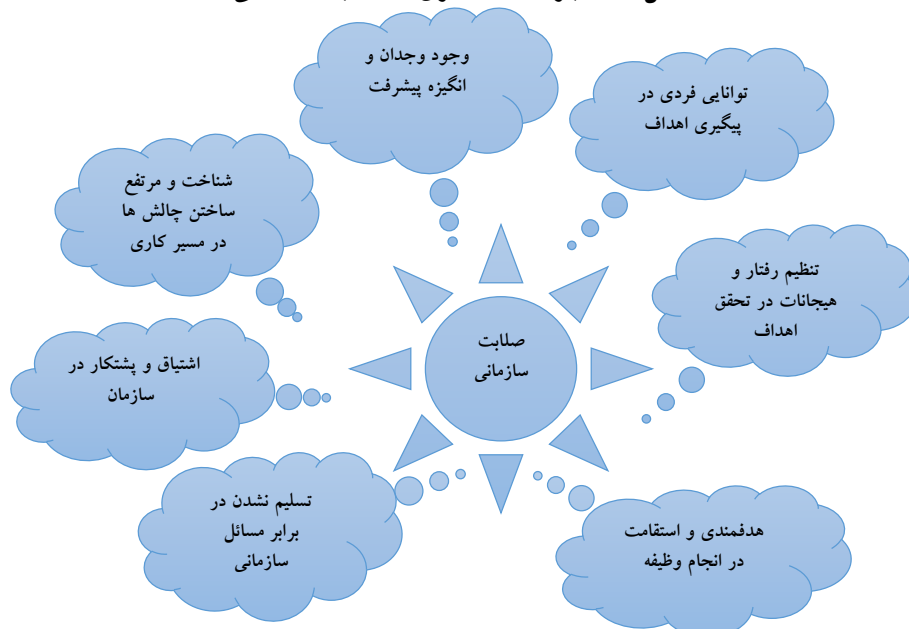 وجود وجدان و
انگیزه پیشرفت
توانایی فردی در
پیگیری اهداف
شناخت و مرتفع
ساختن چالش ها
در مسیر کاری
تنظیم رفتار و
هیجانات در تحقق
اهداف
صلابت
سازمانی
اشتیاق و پشتکار در
سازمان
تسلیم نشدن در
برابر مسائل
سازمانی
هدفمندی و استقامت
در انجام وظیفه